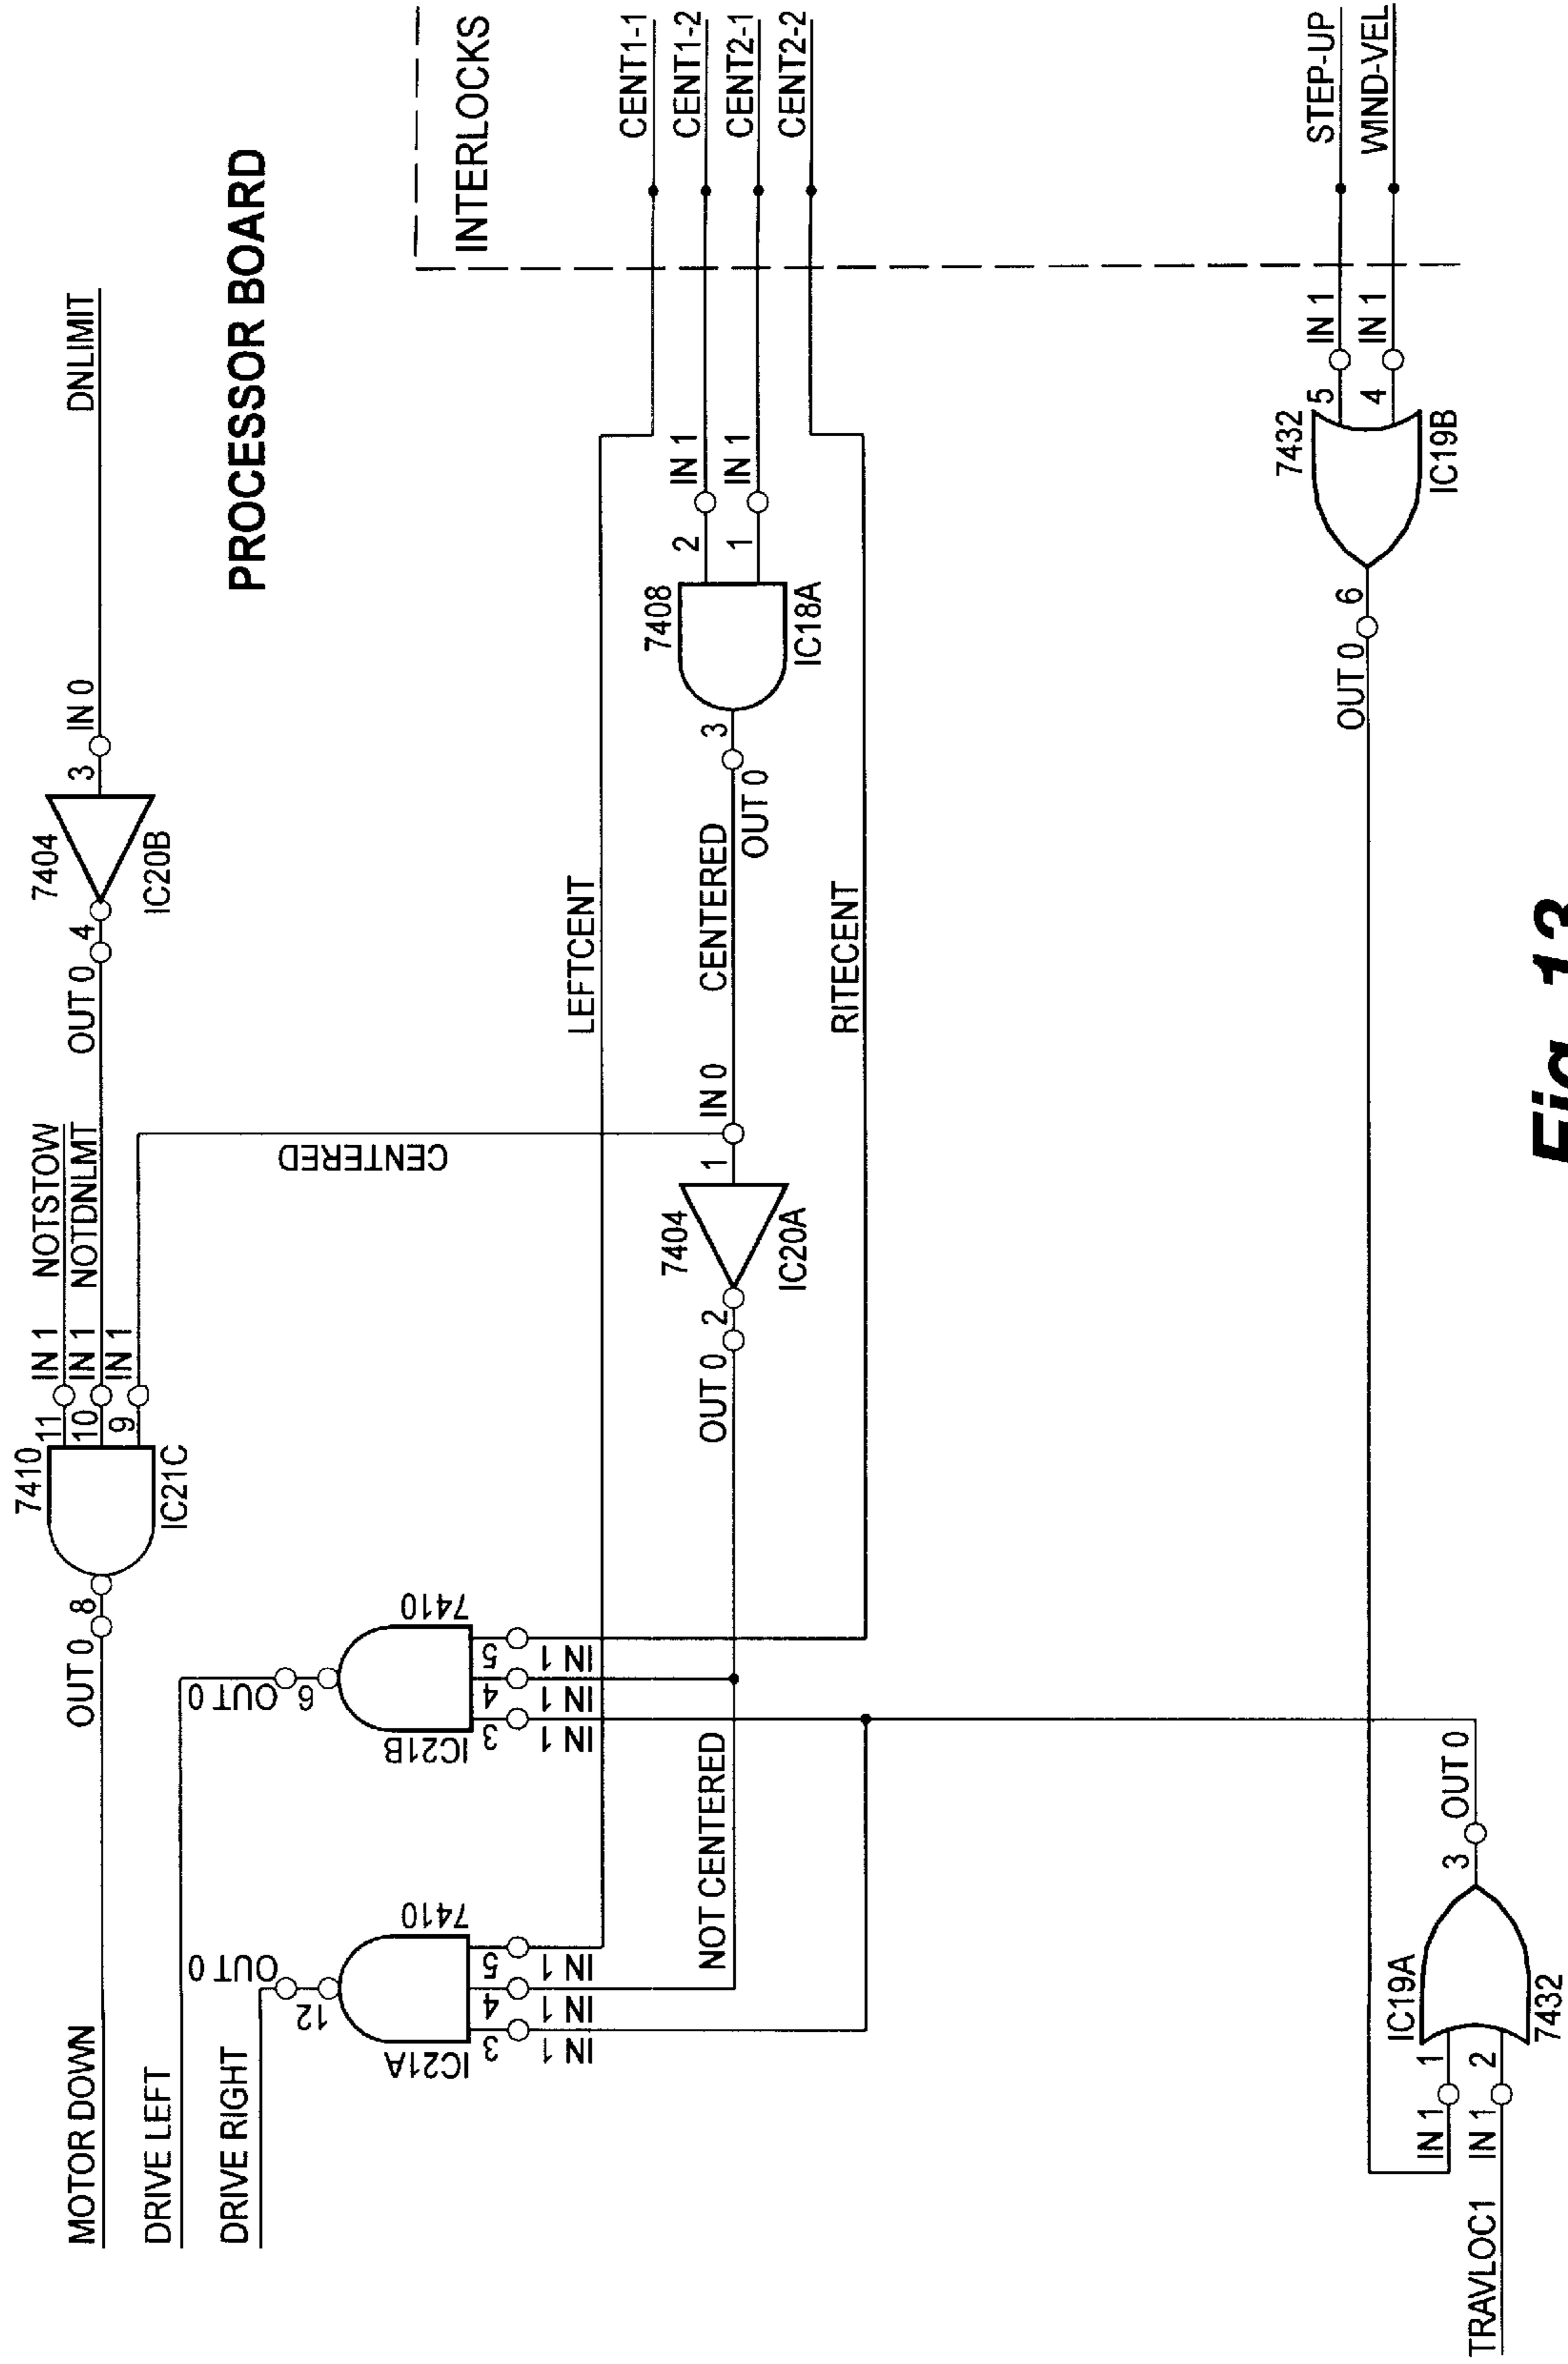 PROCESSOR BOARD
INTERLOCKS
DNLIMIT
IN 0
3
7404
IC20B
4
OUT 0
NOTSTOW
NOTDNLMT
IN 1
IN 1
IN 1
11
10
9
7410
IC21C
8
OUT 0
MOTOR DOWN
DRIVE LEFT
DRIVE RIGHT
CENTERED
CENT1-1
CENT1-2
CENT2-1
CENT2-2
IN 1
IN 1
2
1
7408
IC18A
3
OUT 0
CENTERED
LEFTCENT
RITECENT
IN 0
1
7404
IC20A
2
OUT 0
NOT CENTERED
7410
IC21B
OUT 0
6
5
4
3
IN 1
IN 1
IN 1
7410
IC21A
OUT 0
12
5
4
3
IN 1
IN 1
IN 1
STEP-UP
WIND-VEL
IN 1
IN 1
5
4
7432
IC19B
6
OUT 0
IC19A
7432
1
2
IN 1
IN 1
3
OUT 0
TRAVLOC1
Fig. 13